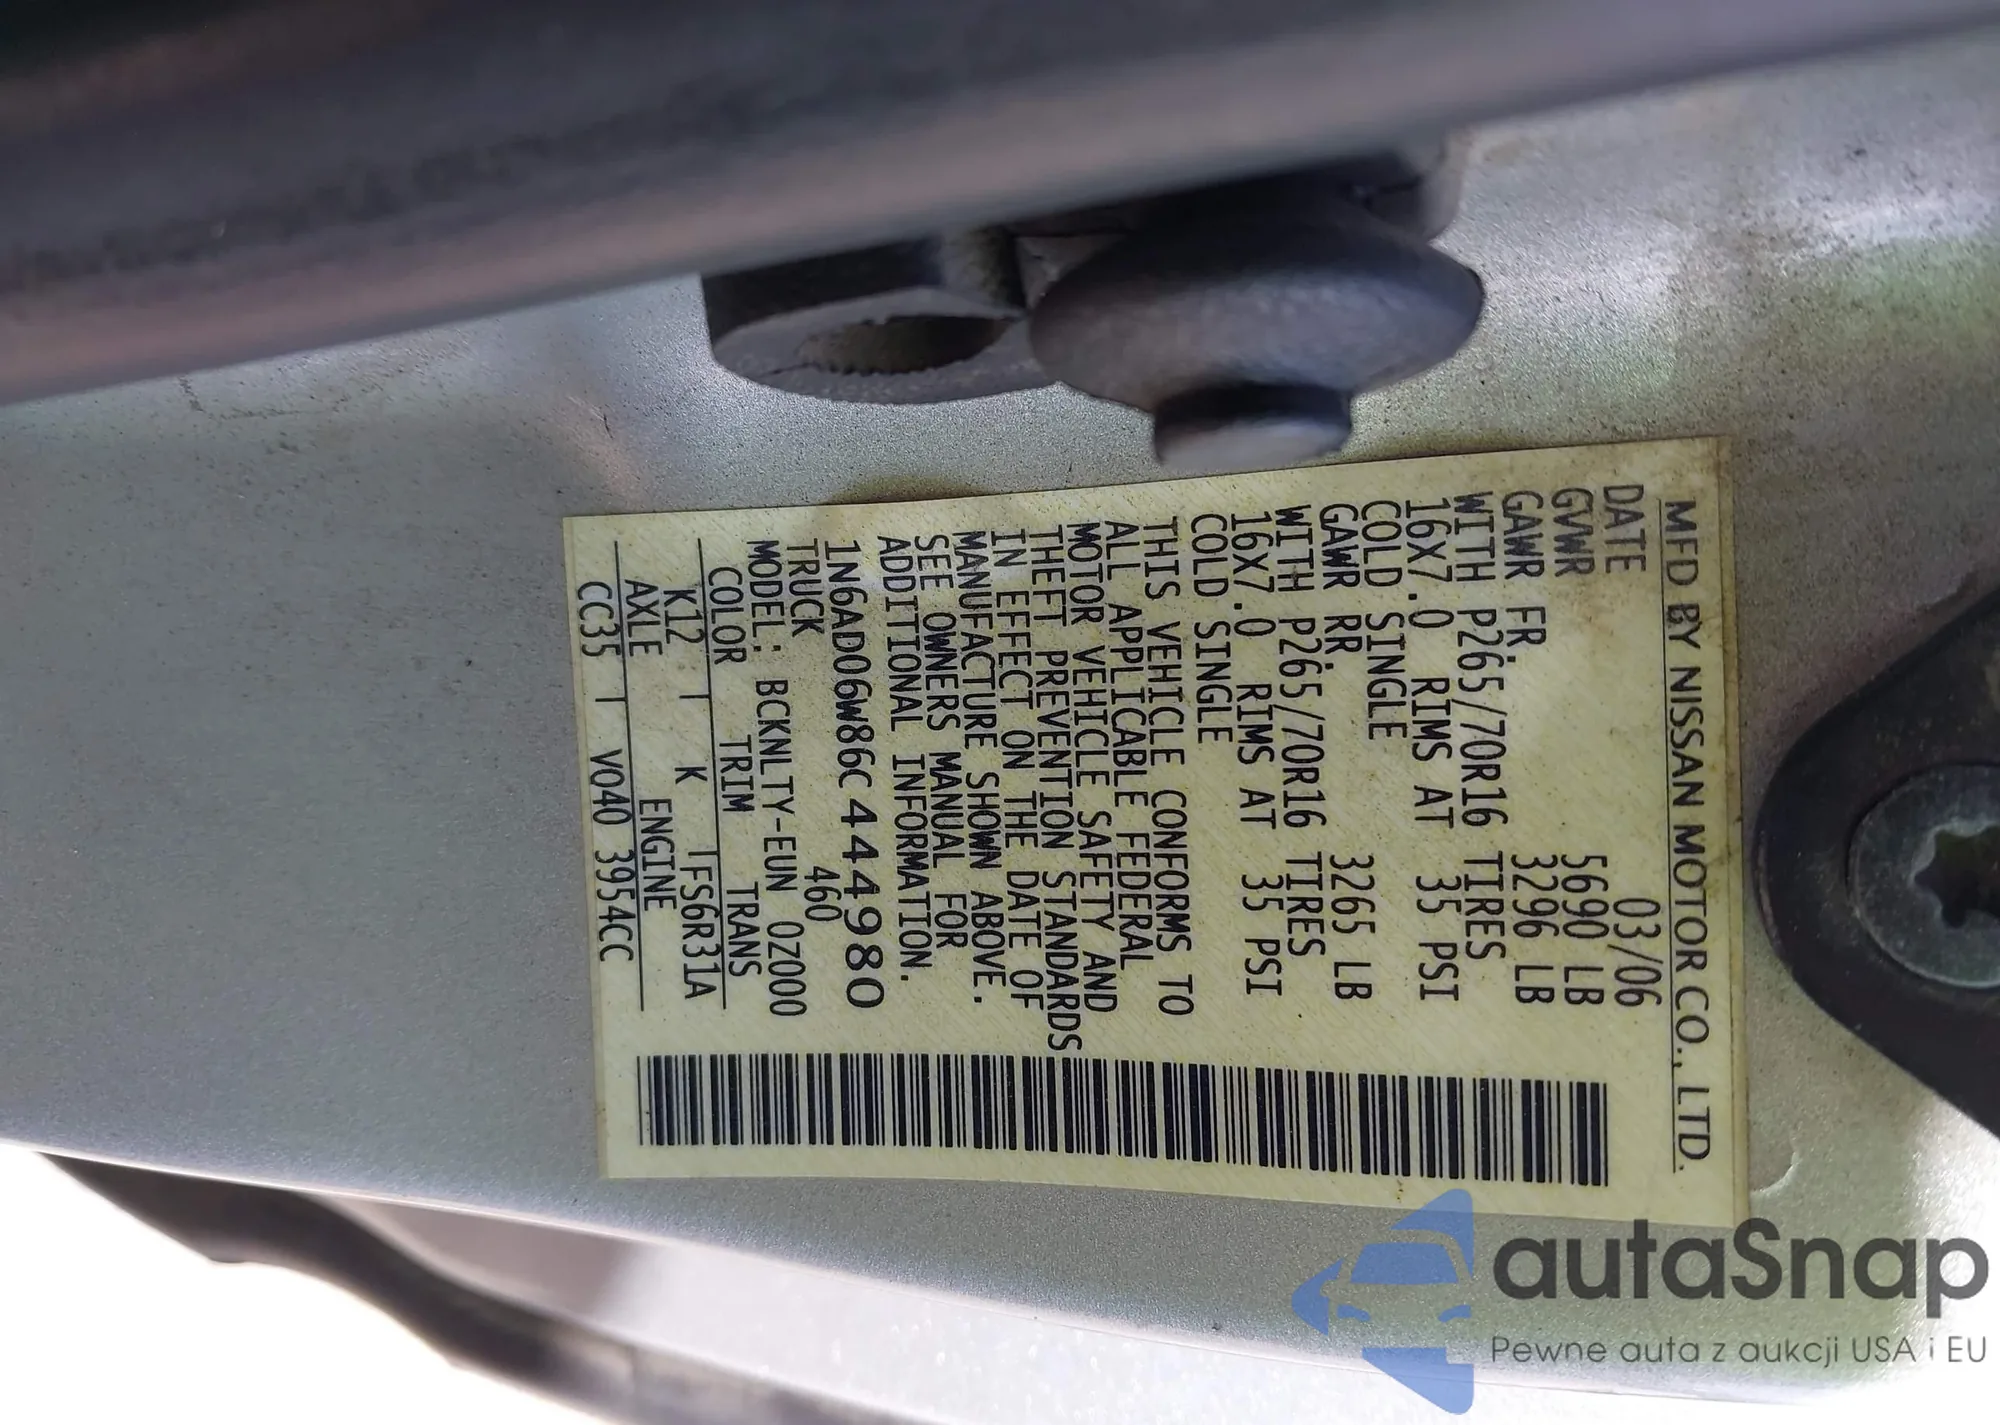 MFD BY NISSAN MOTOR CO., LTD.
DATE 03/06
GVWR 5690 LB
GAWR FR. 3296 LB
WITH P265/70R16 TIRES
16X7.0 RIMS AT 35 PSI
COLD SINGLE
GAWR RR. 3265 LB
WITH P265/70R16 TIRES
16X7.0 RIMS AT 35 PSI
COLD SINGLE
THIS VEHICLE CONFORMS TO
ALL APPLICABLE FEDERAL
MOTOR VEHICLE SAFETY AND
THEFT PREVENTION STANDARDS
IN EFFECT ON THE DATE OF
MANUFACTURE SHOWN ABOVE.
SEE OWNERS MANUAL FOR
ADDITIONAL INFORMATION.
1N6AD06W86C444980
TRUCK 460
MODEL: BCKNLTY-EUN 0Z000
COLOR TRIM TRANS
K12 K FS6R31A
AXLE ENGINE
CC35 VQ40 3954CC
autaSnap
Pewne auta z aukcji USA i EU